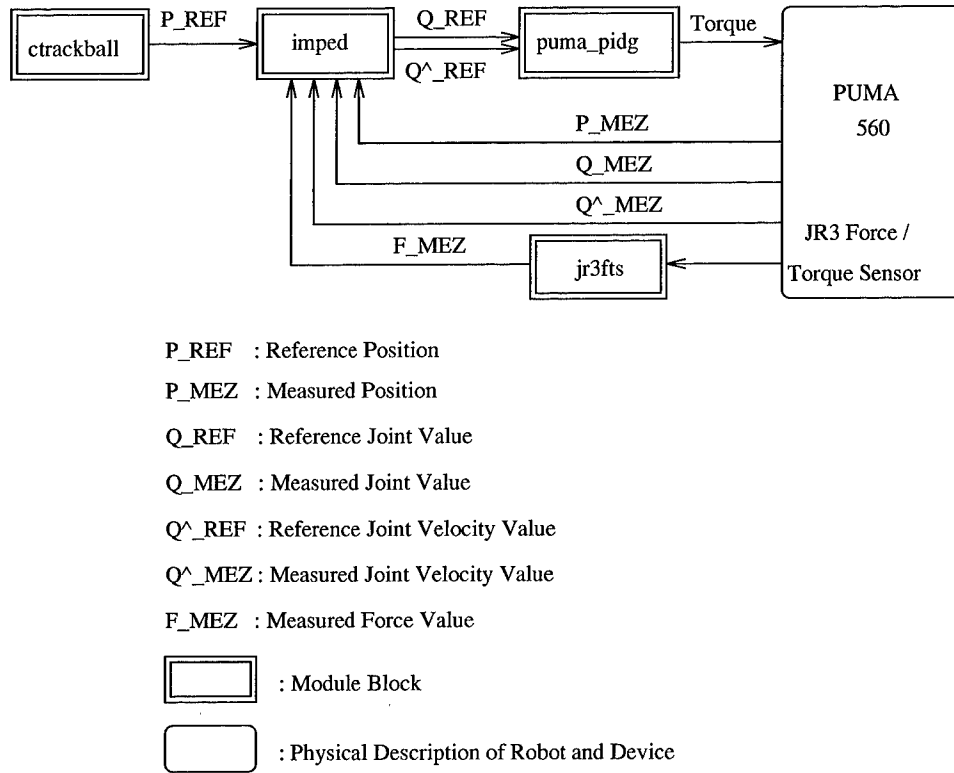 P_REF
ctrackball
imped
Q_REF
Q^_REF
puma_pidg
Torque
PUMA
560
P_MEZ
Q_MEZ
Q^_MEZ
F_MEZ
jr3fts
JR3 Force /
Torque Sensor
P_REF : Reference Position
P_MEZ : Measured Position
Q_REF : Reference Joint Value
Q_MEZ : Measured Joint Value
Q^_REF : Reference Joint Velocity Value
Q^_MEZ : Measured Joint Velocity Value
F_MEZ : Measured Force Value
: Module Block
: Physical Description of Robot and Device